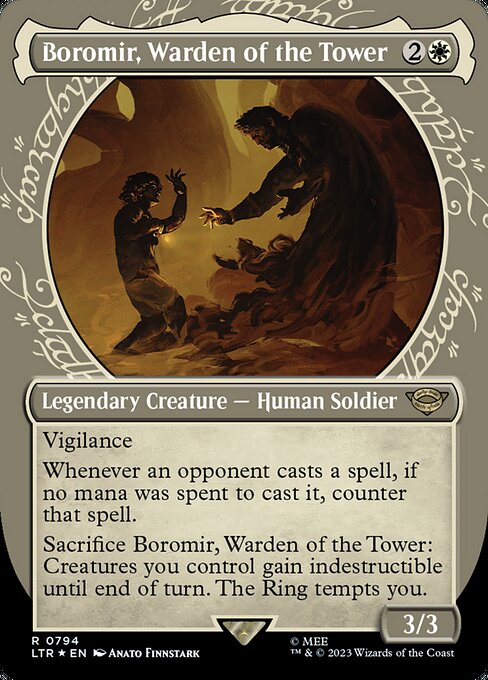 Boromir, Warden of the Tower 2
Legendary Creature — Human Soldier
Vigilance
Whenever an opponent casts a spell, if
no mana was spent to cast it, counter
that spell.
Sacrifice Boromir, Warden of the Tower:
Creatures you control gain indestructible
until end of turn. The Ring tempts you.
3/3
R 0794
LTR ★ EN Anato Finnstark
© MEE
™ & © 2023 Wizards of the Coast